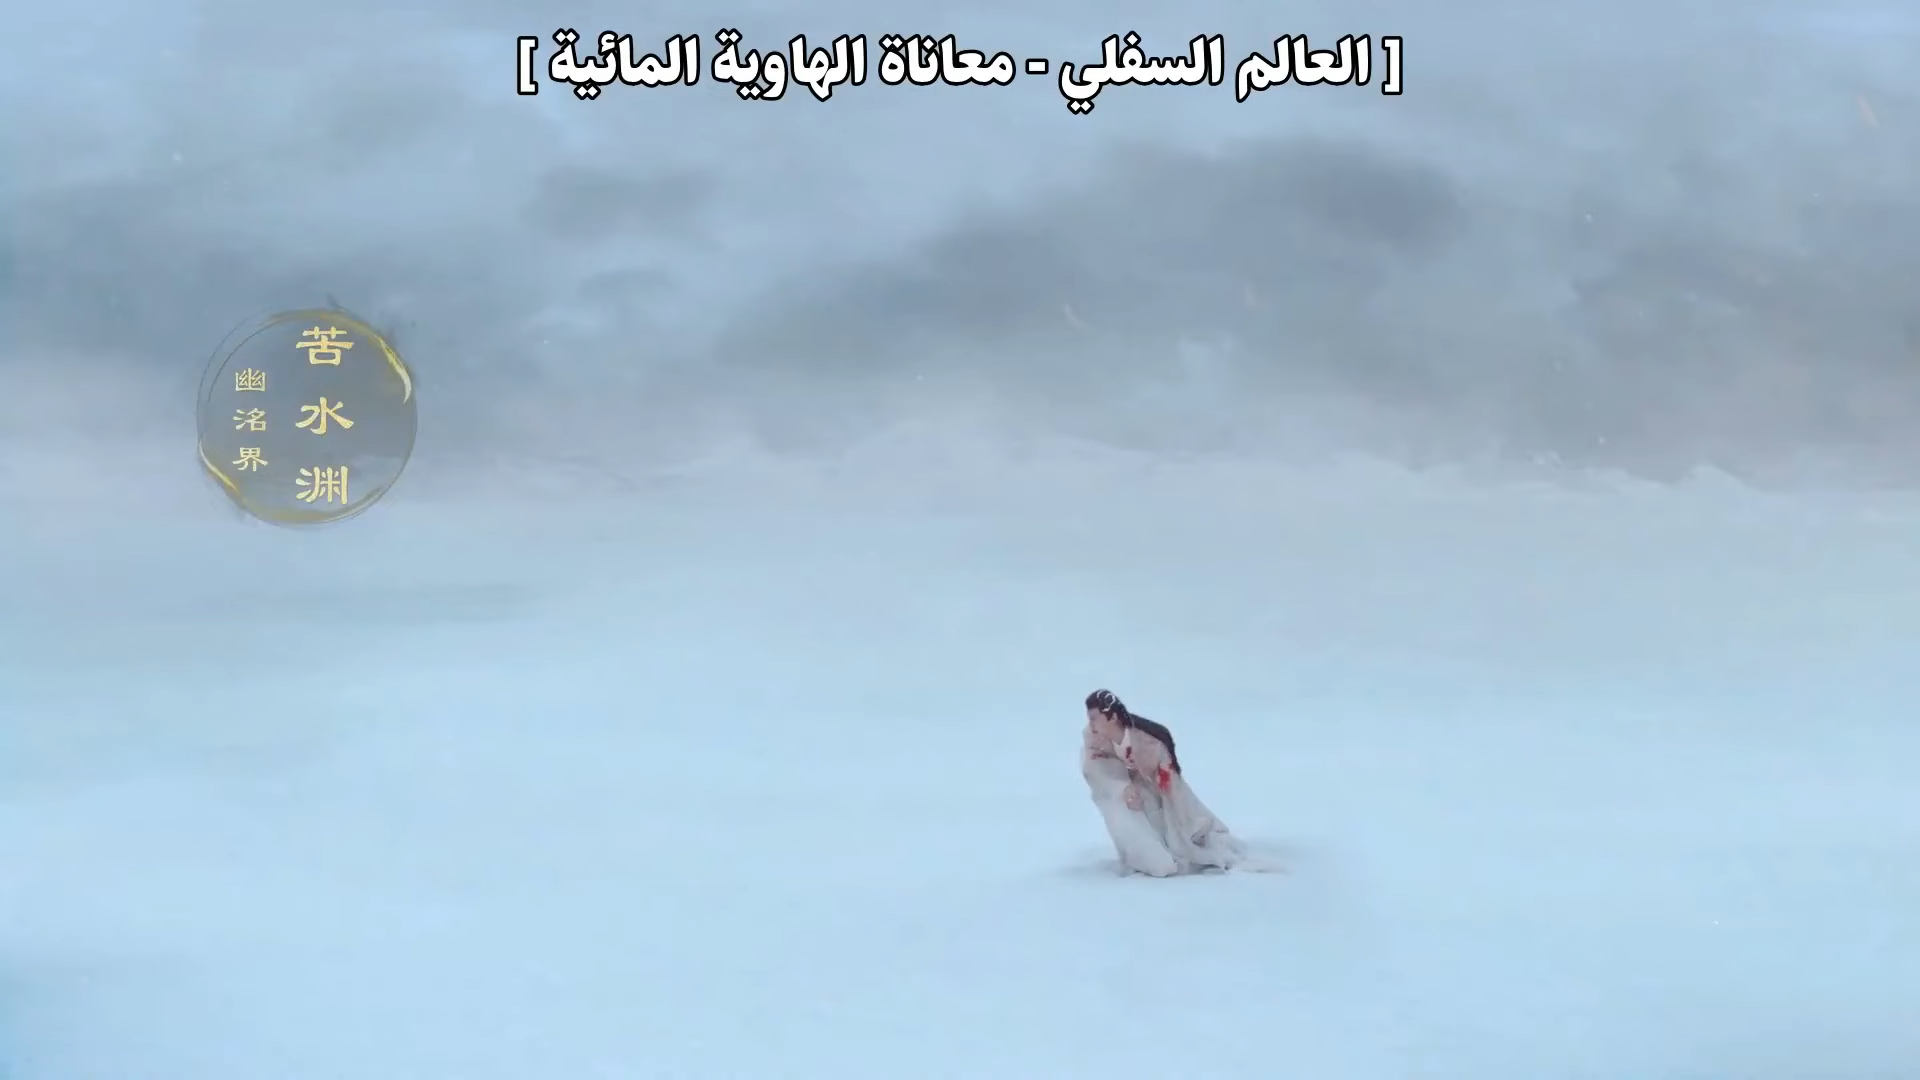 [ العالم السفلي - معاناة الهاوية المائية ]
苦水渊
幽洺界